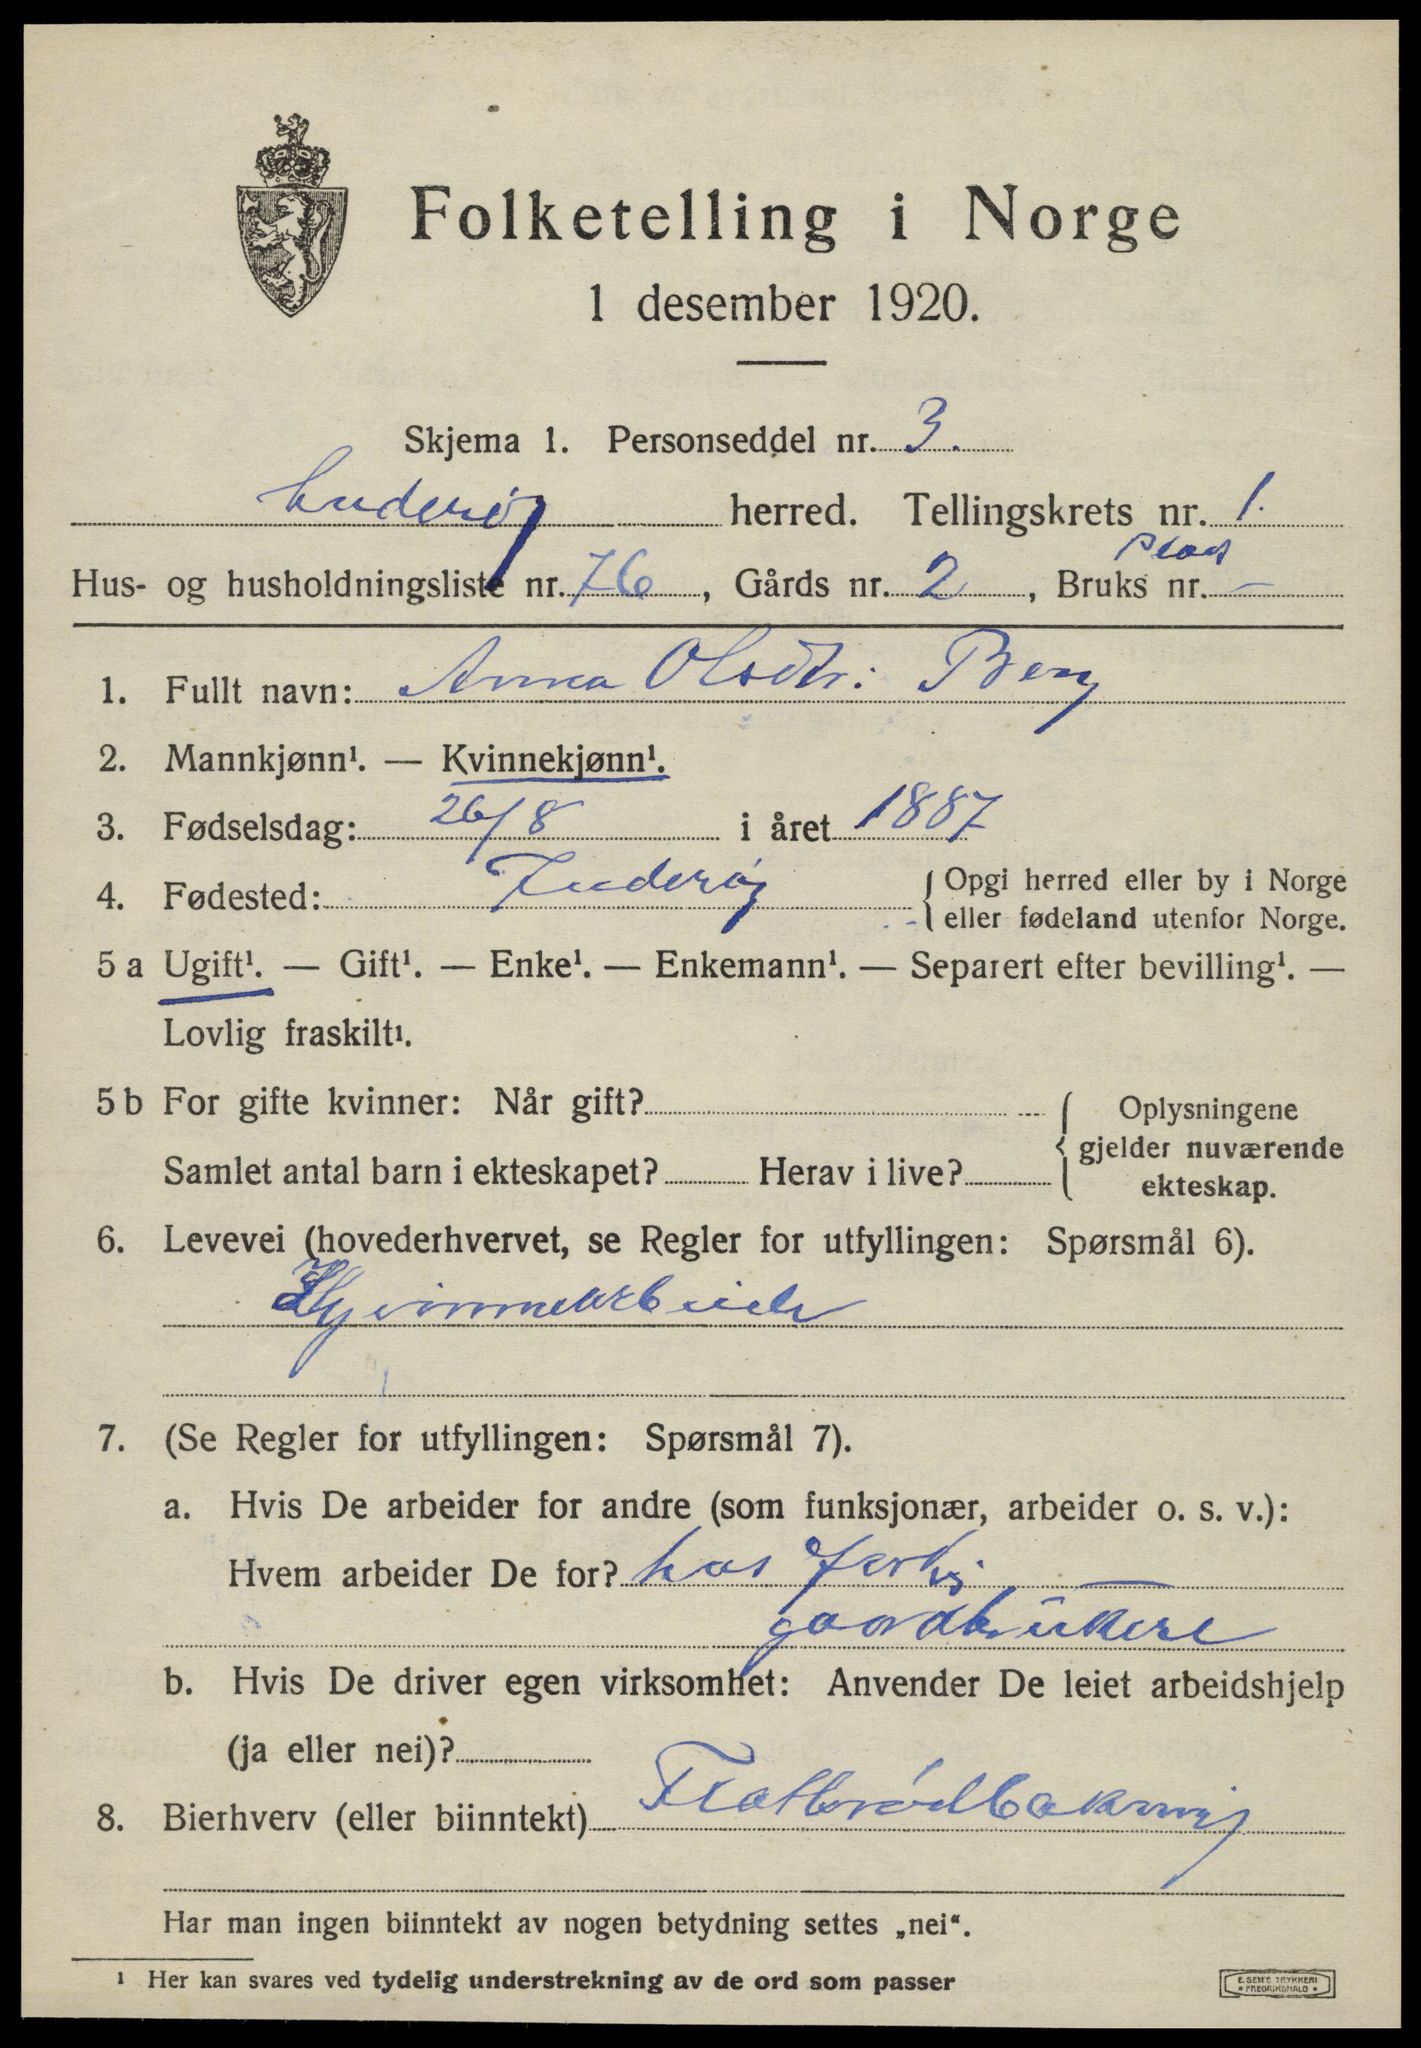 Folketelling i Norge
1 desember 1920.
Skjema 1. Personseddel nr. 3.
Inderøy herred. Tellingskrets nr. 1.
Plads
Hus- og husholdningsliste nr. 76, Gårds nr. 2, Bruks nr. –
1. Fullt navn: Anna Olsdtr: Berg
2. Mannkjønn¹. — Kvinnekjønn¹.
3. Fødselsdag: 26/8 i året 1887
4. Fødested: Inderøy { Opgi herred eller by i Norge
eller fødeland utenfor Norge.
5 a Ugift¹. — Gift¹. — Enke¹. — Enkemann¹. — Separert efter bevilling¹. —
Lovlig fraskilt¹.
5 b For gifte kvinner: Når gift? { Oplysningene
gjelder nuværende
Samlet antal barn i ekteskapet? Herav i live? ekteskap.
6. Levevei (hovederhvervet, se Regler for utfyllingen: Spørsmål 6).
7. (Se Regler for utfyllingen: Spørsmål 7).
a. Hvis De arbeider for andre (som funksjonær, arbeider o. s. v.):
Hvem arbeider De for? hos
gaardbrukere
b. Hvis De driver egen virksomhet: Anvender De leiet arbeidshjelp
(ja eller nei)?
8. Bierhverv (eller biinntekt) Flatbrødbakning
Har man ingen biinntekt av nogen betydning settes „nei“.
¹ Her kan svares ved tydelig understrekning av de ord som passer
E. SEM'S TRYKKERI
FREDRIKSHALD